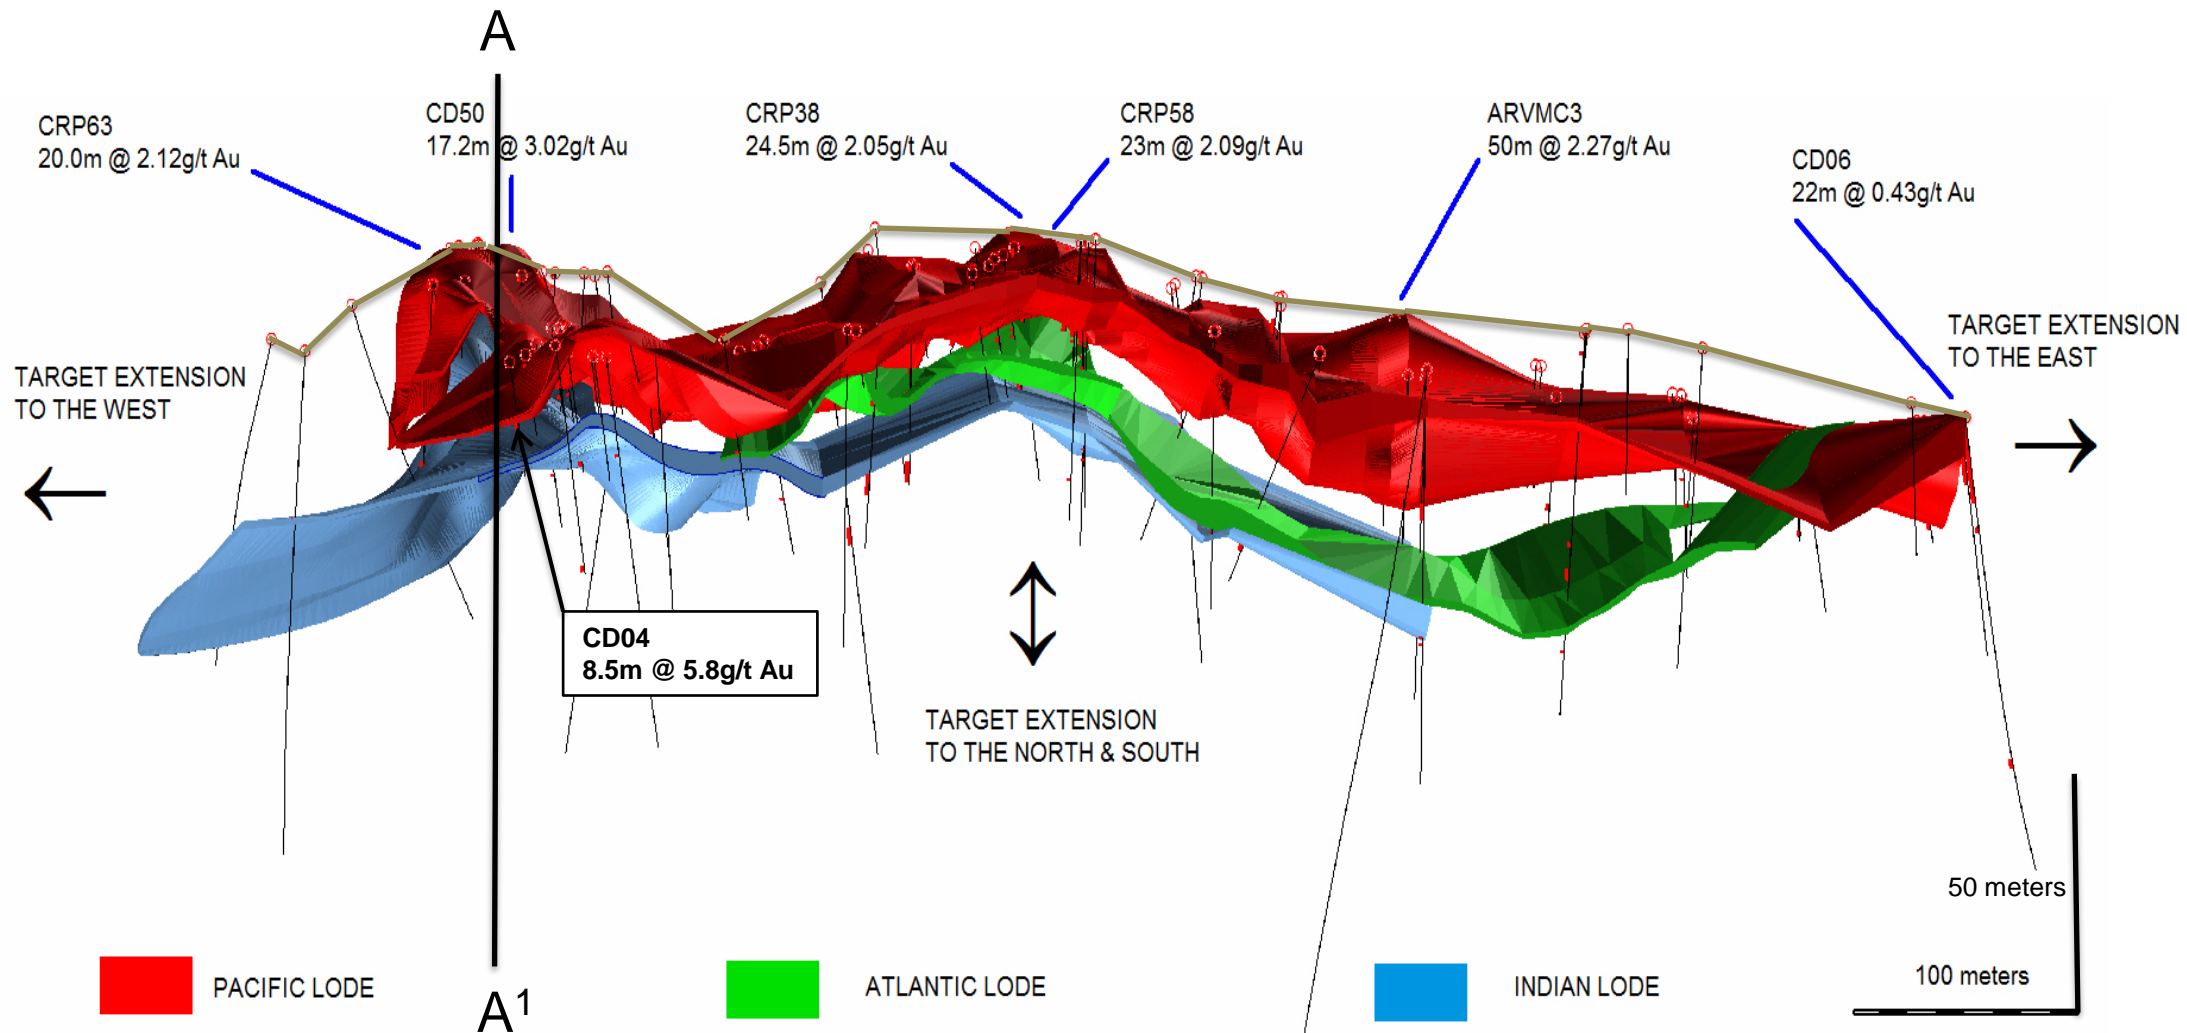 A
CRP63
20.0m @ 2.12g/t Au
CD50
17.2m @ 3.02g/t Au
CRP38
24.5m @ 2.05g/t Au
CRP58
23m @ 2.09g/t Au
ARVMC3
50m @ 2.27g/t Au
CD06
22m @ 0.43g/t Au
TARGET EXTENSION
TO THE WEST
TARGET EXTENSION
TO THE EAST
CD04
8.5m @ 5.8g/t Au
TARGET EXTENSION
TO THE NORTH & SOUTH
50 meters
100 meters
PACIFIC LODE
ATLANTIC LODE
INDIAN LODE
A1